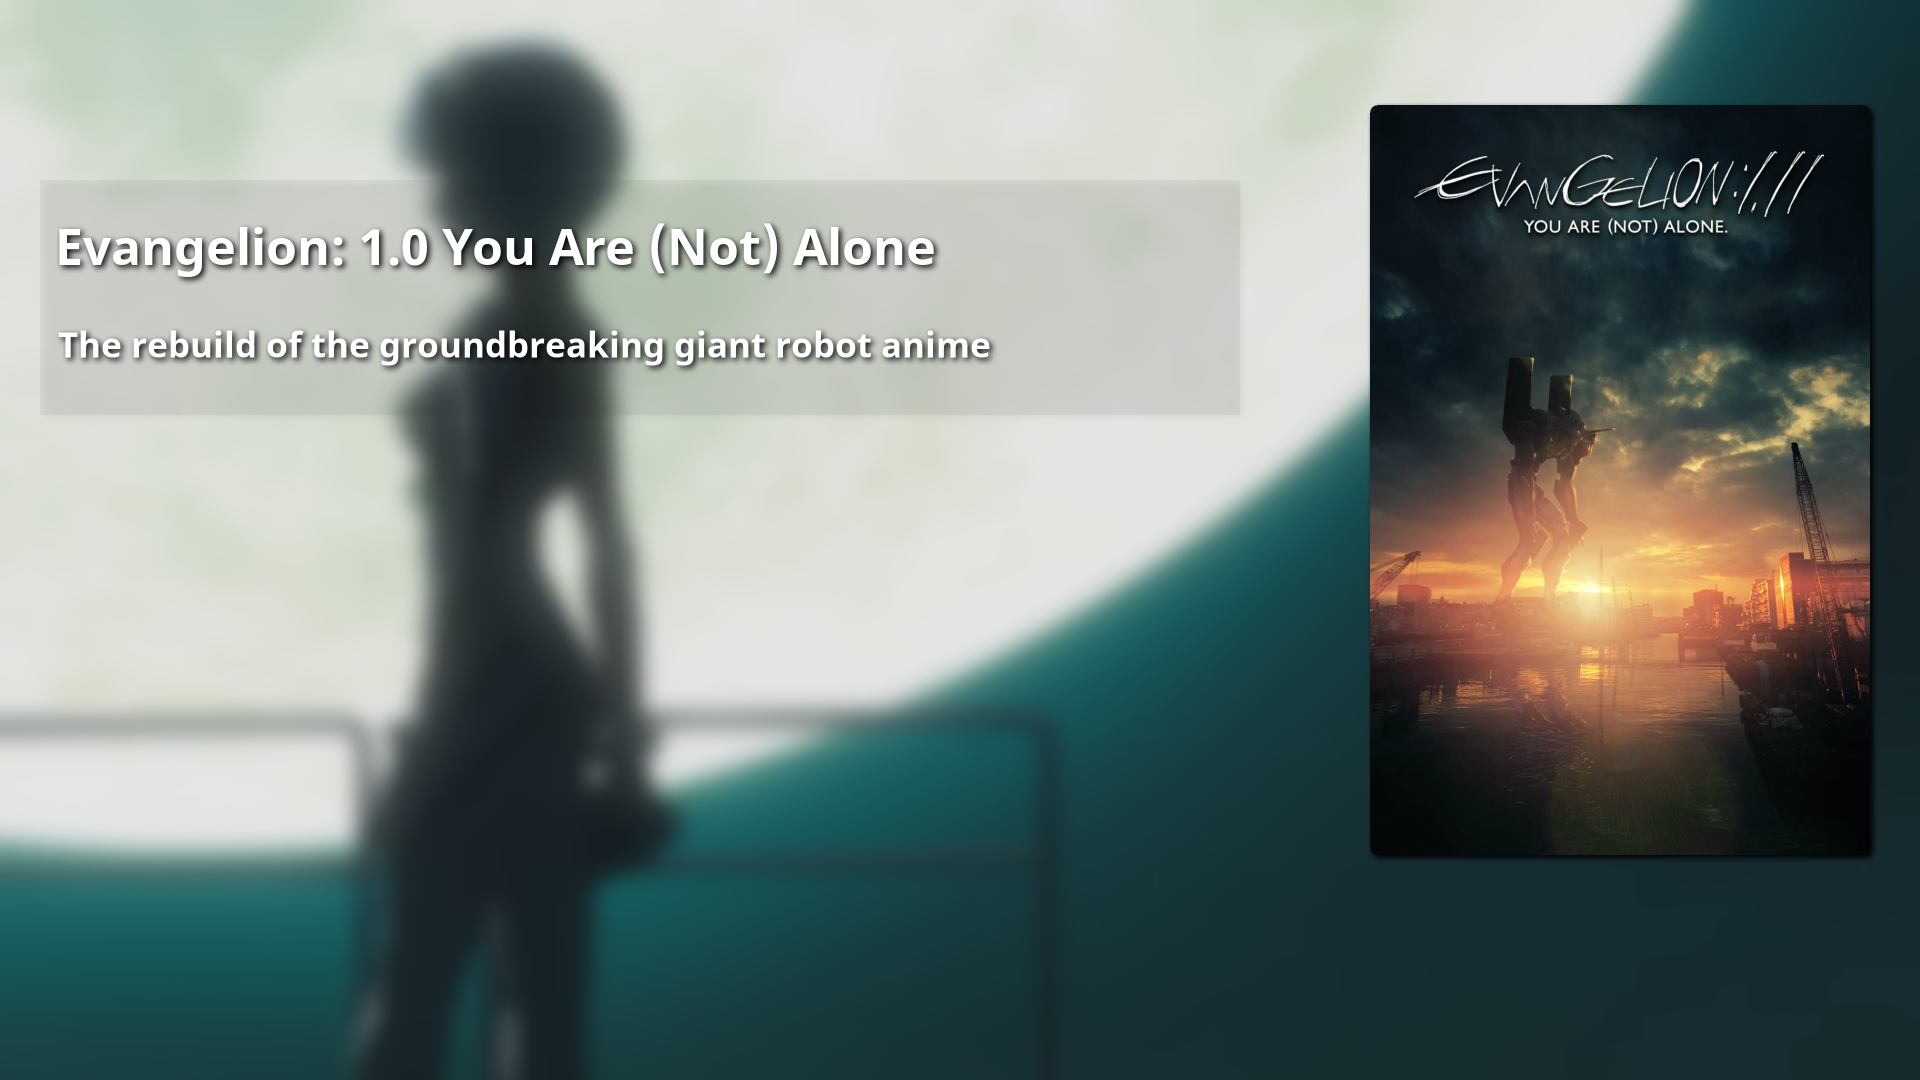 Evangelion: 1.0 You Are (Not) Alone
The rebuild of the groundbreaking giant robot anime
EVANGELION:1.11
YOU ARE (NOT) ALONE.